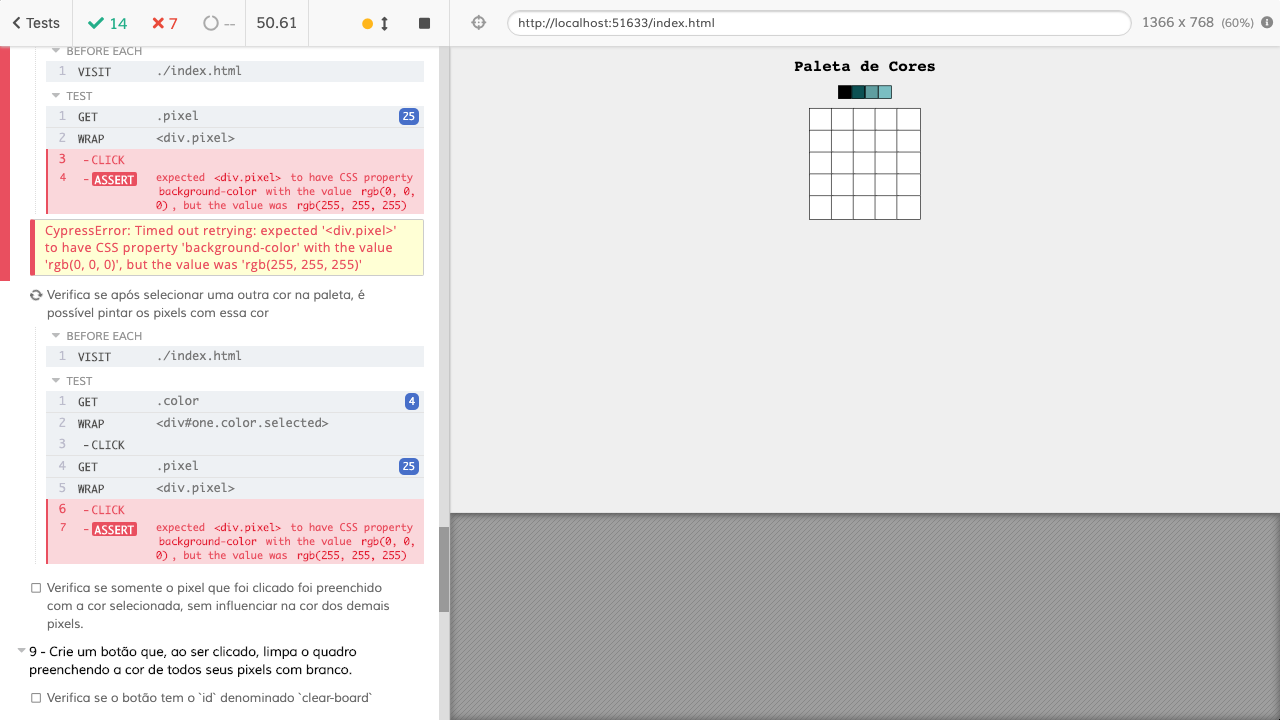 Tests 14 7 -- 50.61
http://localhost:51633/index.html 1366 x 768 (60%)
BEFORE EACH
1 VISIT ./index.html
TEST
1 GET .pixel 25
2 WRAP <div.pixel>
3 -CLICK
4 -ASSERT expected <div.pixel> to have CSS property
background-color with the value rgb(0, 0,
0), but the value was rgb(255, 255, 255)
CypressError: Timed out retrying: expected '<div.pixel>'
to have CSS property 'background-color' with the value
'rgb(0, 0, 0)', but the value was 'rgb(255, 255, 255)'
Verifica se após selecionar uma outra cor na paleta, é
possível pintar os pixels com essa cor
BEFORE EACH
1 VISIT ./index.html
TEST
1 GET .color 4
2 WRAP <div#one.color.selected>
3 -CLICK
4 GET .pixel 25
5 WRAP <div.pixel>
6 -CLICK
7 -ASSERT expected <div.pixel> to have CSS property
background-color with the value rgb(0, 0,
0), but the value was rgb(255, 255, 255)
Verifica se somente o pixel que foi clicado foi preenchido
com a cor selecionada, sem influenciar na cor dos demais
pixels.
9 - Crie um botão que, ao ser clicado, limpa o quadro
preenchendo a cor de todos seus pixels com branco.
Verifica se o botão tem o `id` denominado `clear-board`
Paleta de Cores